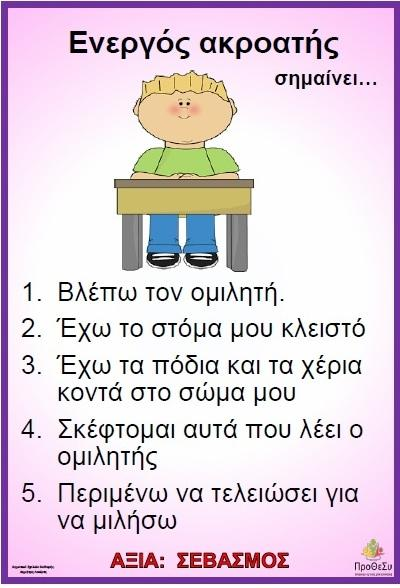 Ενεργός ακροατής
σημαίνει...
1. Βλέπω τον ομιλητή.
2. Έχω το στόμα μου κλειστό
3. Έχω τα πόδια και τα χέρια
κοντά στο σώμα μου
4. Σκέφτομαι αυτά που λέει ο
ομιλητής
5. Περιμένω να τελειώσει για
να μιλήσω
ΑΞΙΑ: ΣΕΒΑΣΜΟΣ
ΠροΘεΣυ